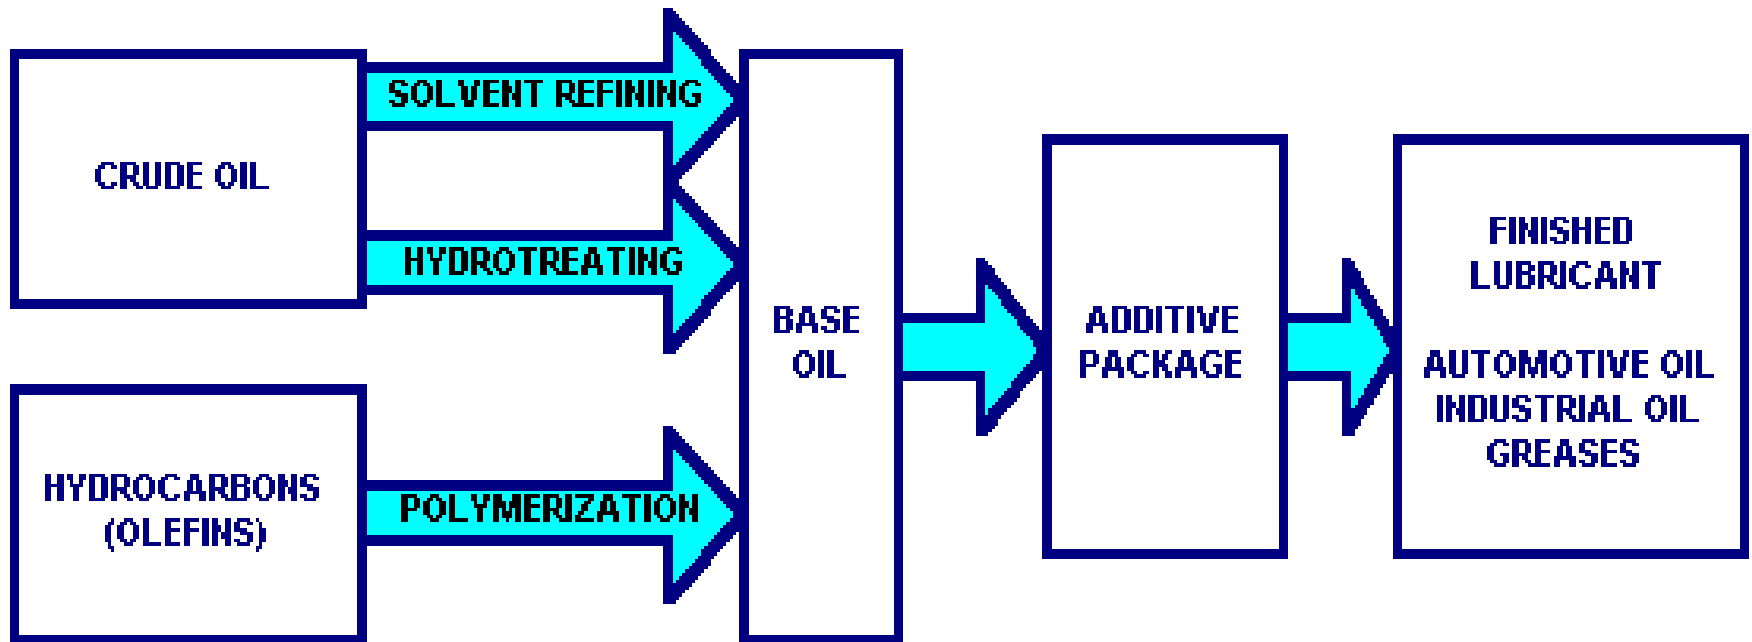 SOLVENT REFINING
CRUDE OIL
HYDROTREATING
HYDROCARBONS
(OLEFINS)
POLYMERIZATION
BASE
OIL
ADDITIVE
PACKAGE
FINISHED
LUBRICANT
AUTOMOTIVE OIL
INDUSTRIAL OIL
GREASES